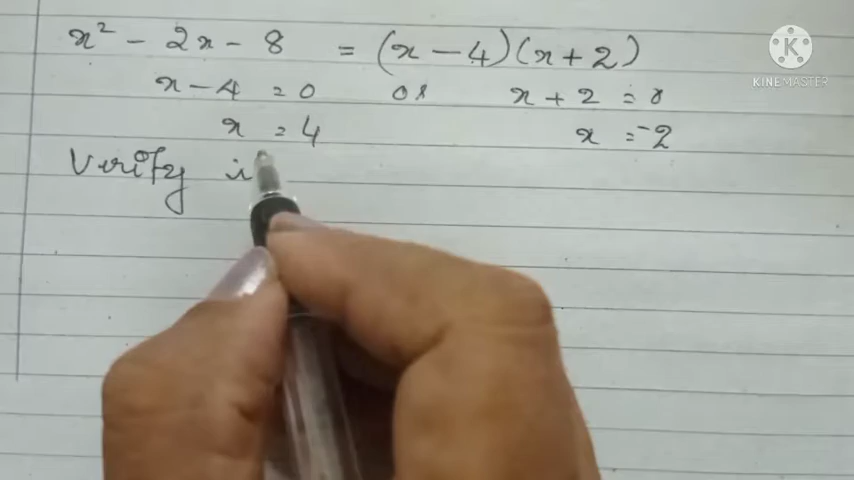 x² - 2x - 8 = (x - 4)(x + 2)
x - 4 = 0 or x + 2 = 0
x = 4 x = -2
Verify i
K
KINEMASTER